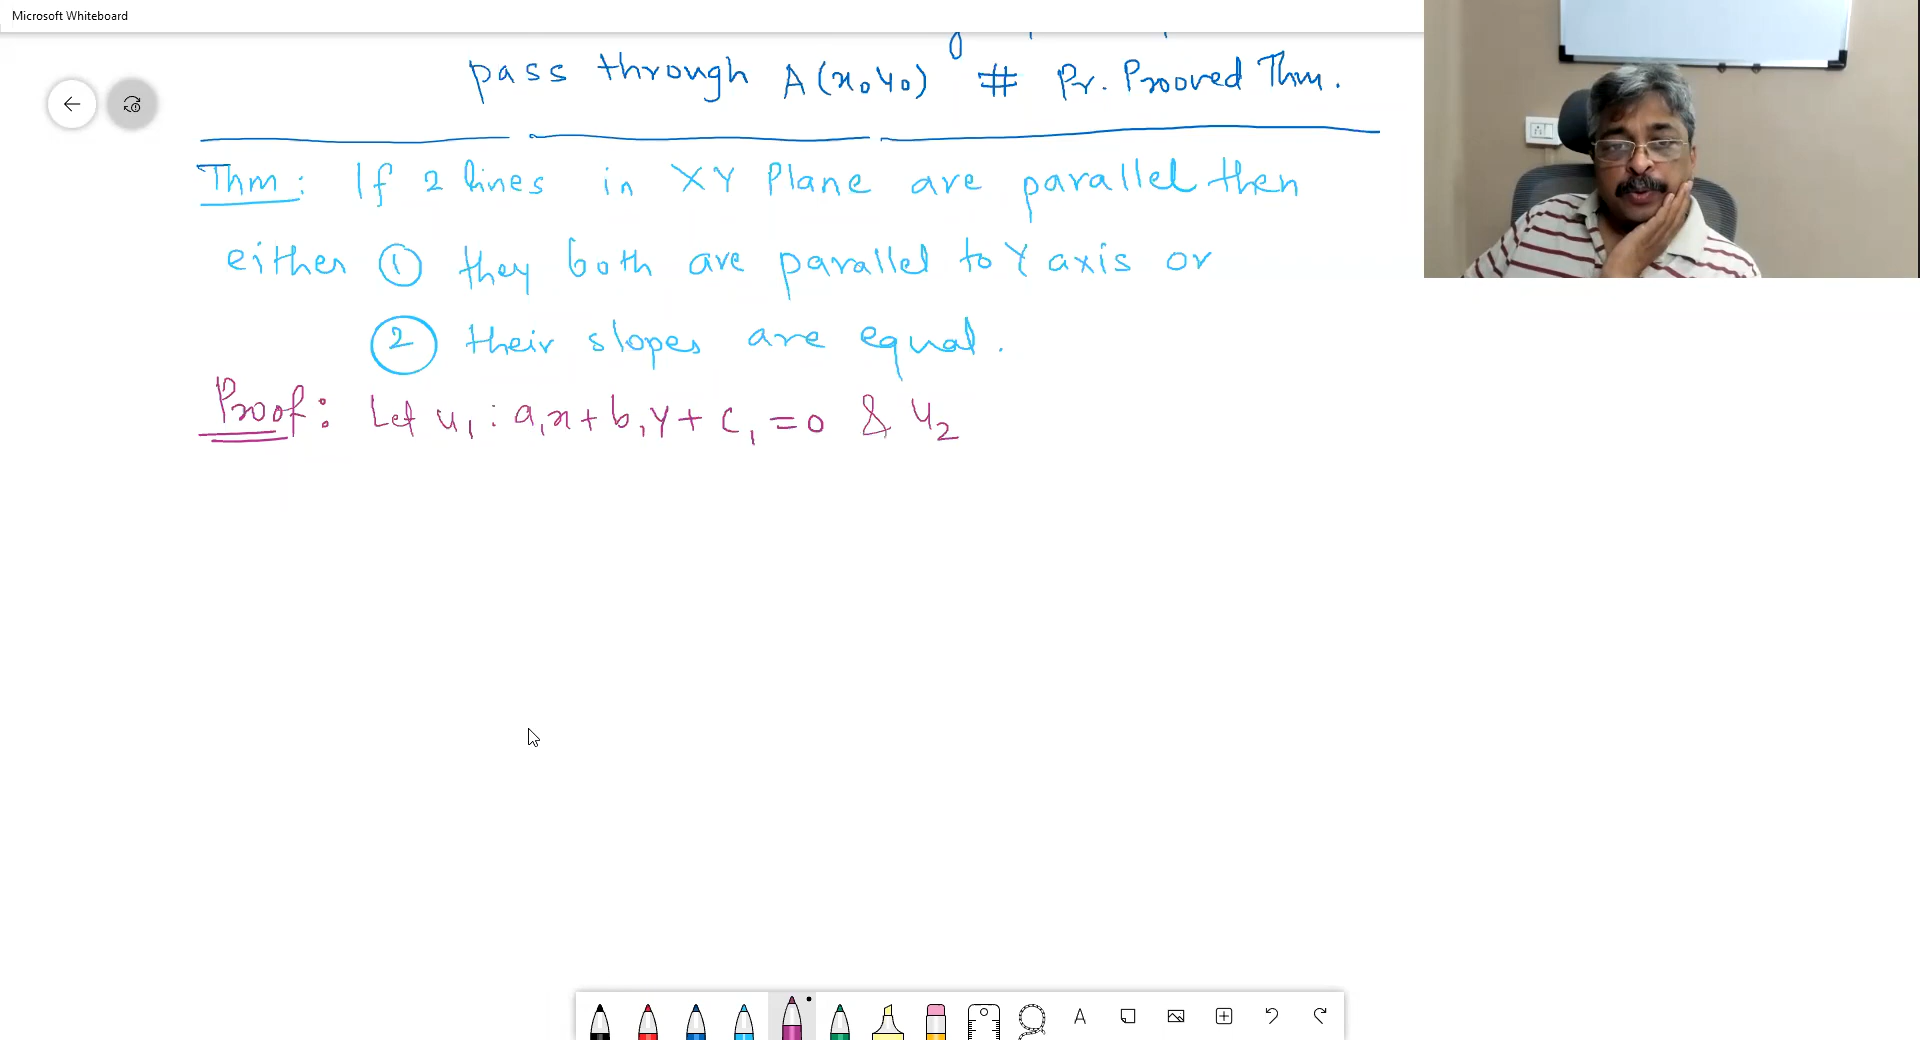 Microsoft Whiteboard
pass through A(x₀y₀) # Pr. Prooved Thm.
Thm: If 2 lines in XY Plane are parallel then
either ① they both are parallel to Y axis or
② their slopes are equal.
Proof: Let u₁: a₁x + b₁y + c₁ = 0 & u₂
A